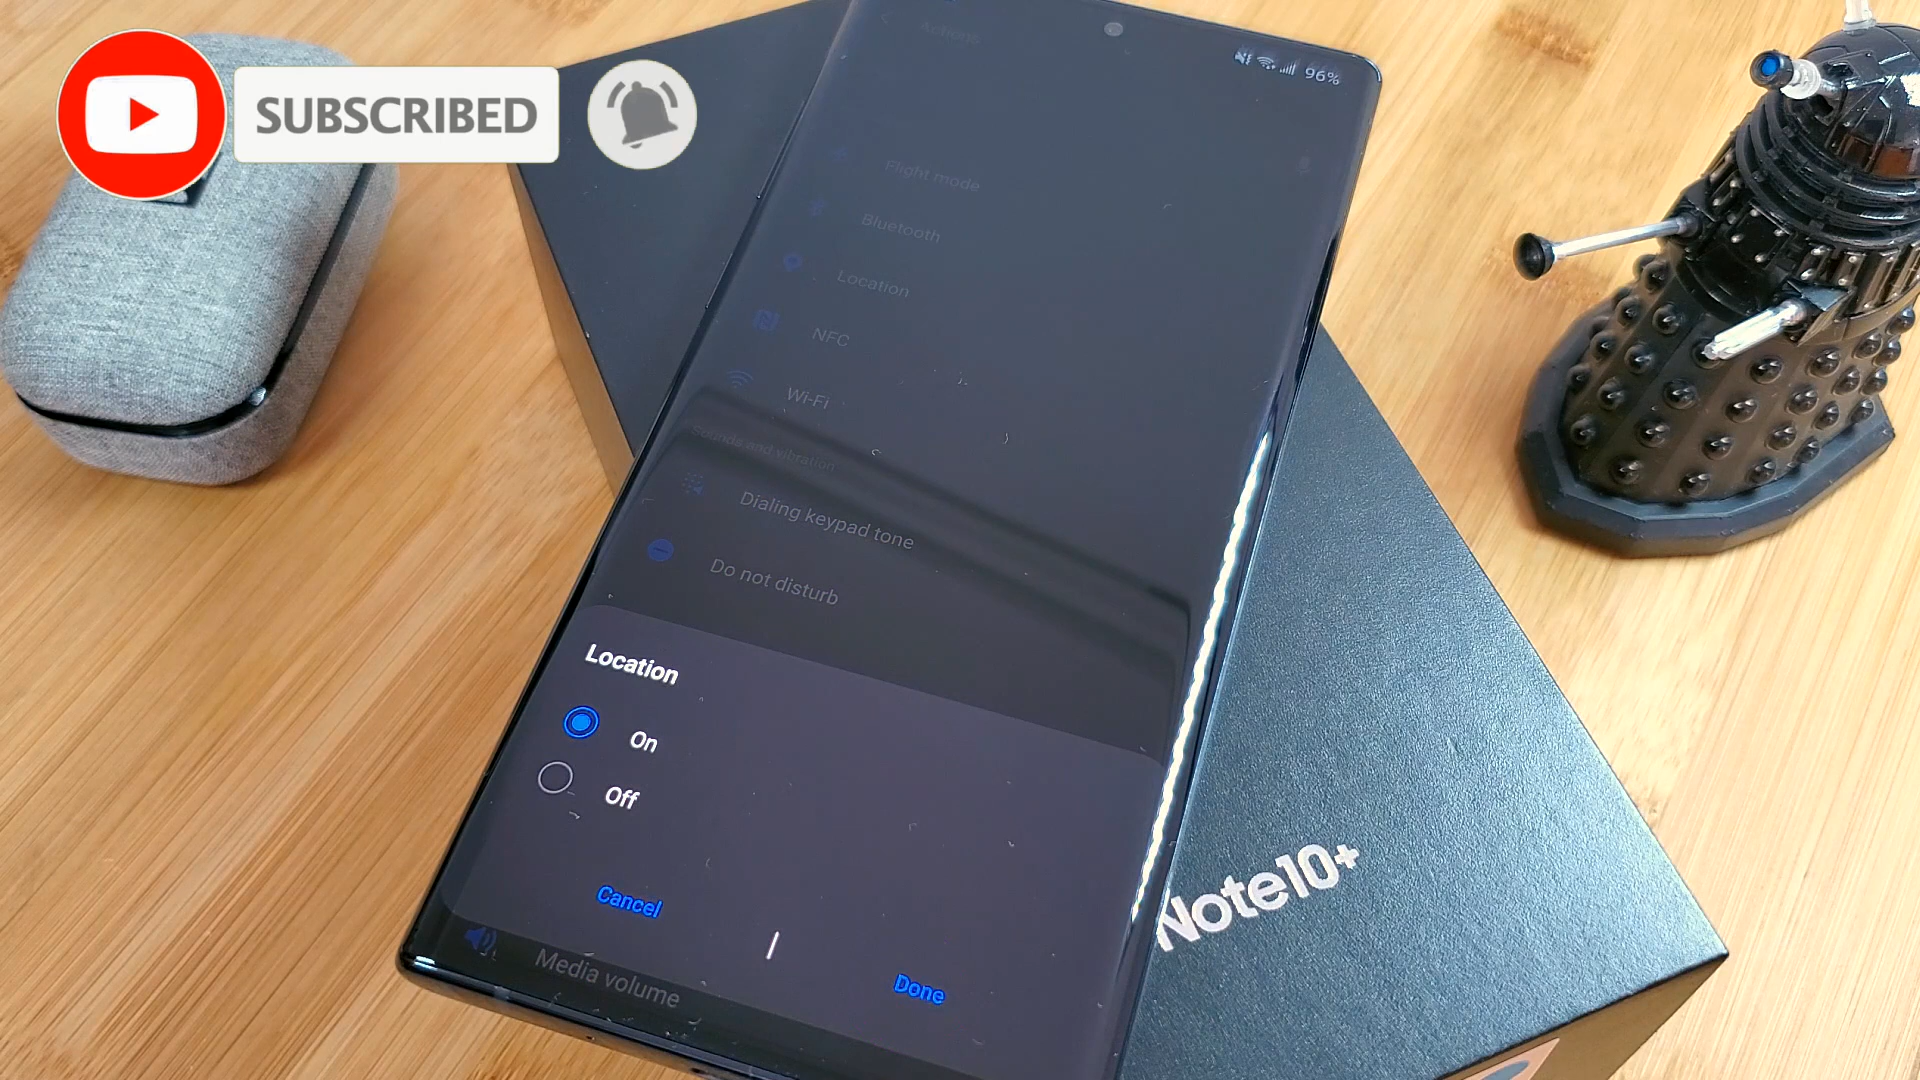 SUBSCRIBED
96%
Actions
Flight mode
Bluetooth
Location
NFC
Wi-Fi
Sounds and vibration
Dialing keypad tone
Do not disturb
Location
On
Off
Cancel
Done
Media volume
Note10+